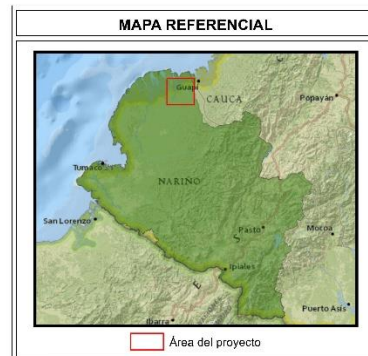 MAPA REFERENCIAL
Guapi
CAUCA
Popayán
Tumaco
NARIÑO
San Lorenzo
Pasto
Mocoa
S
Ipiales
E
Puerto Asís
Ibarra
Área del proyecto